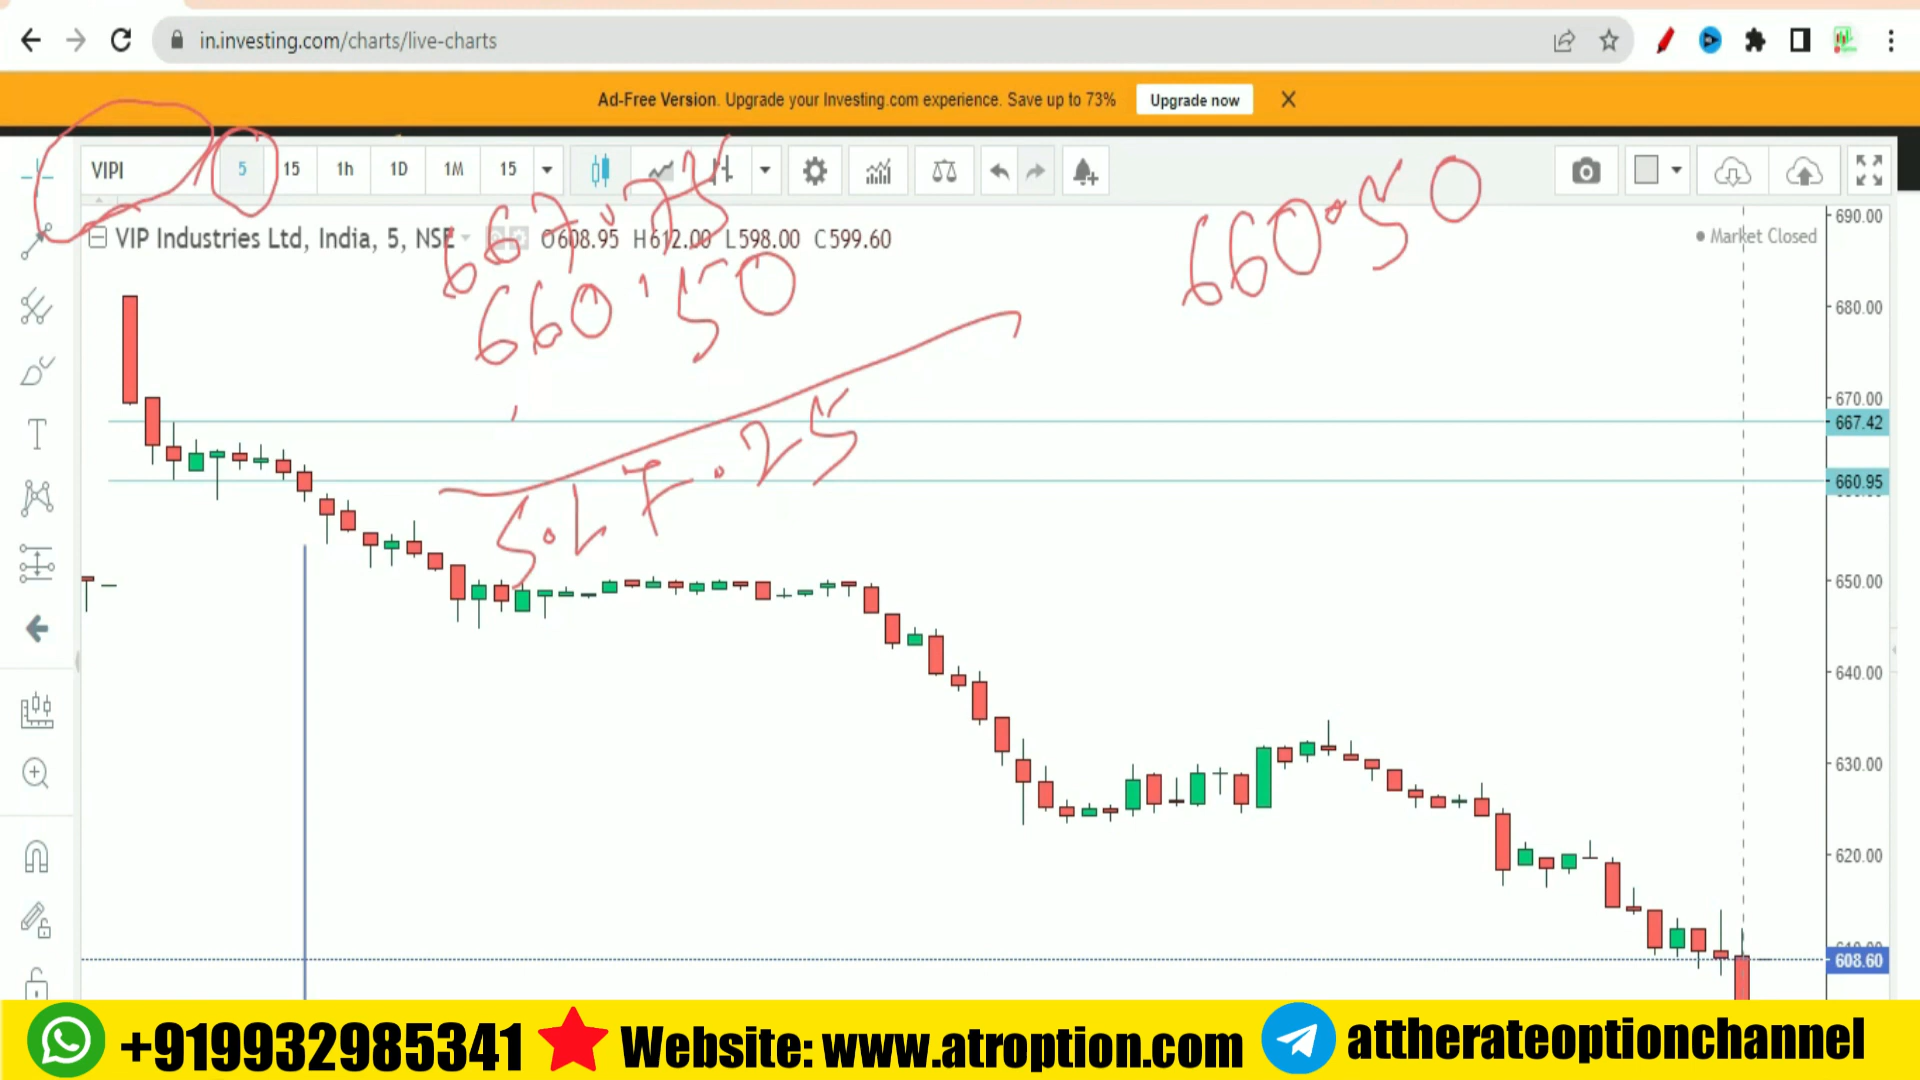 in.investing.com/charts/live-charts
Ad-Free Version. Upgrade your Investing.com experience. Save up to 73% Upgrade now
VIPI 5 15 1h 1D 1M 15
VIP Industries Ltd, India, 5, NSE O608.95 H612.00 L598.00 C599.60
Market Closed
667.75
660.50
660.50
7.25
690.00
680.00
670.00
667.42
660.95
650.00
640.00
630.00
620.00
608.60
+919932985341 Website: www.atroption.com attherateoptionchannel